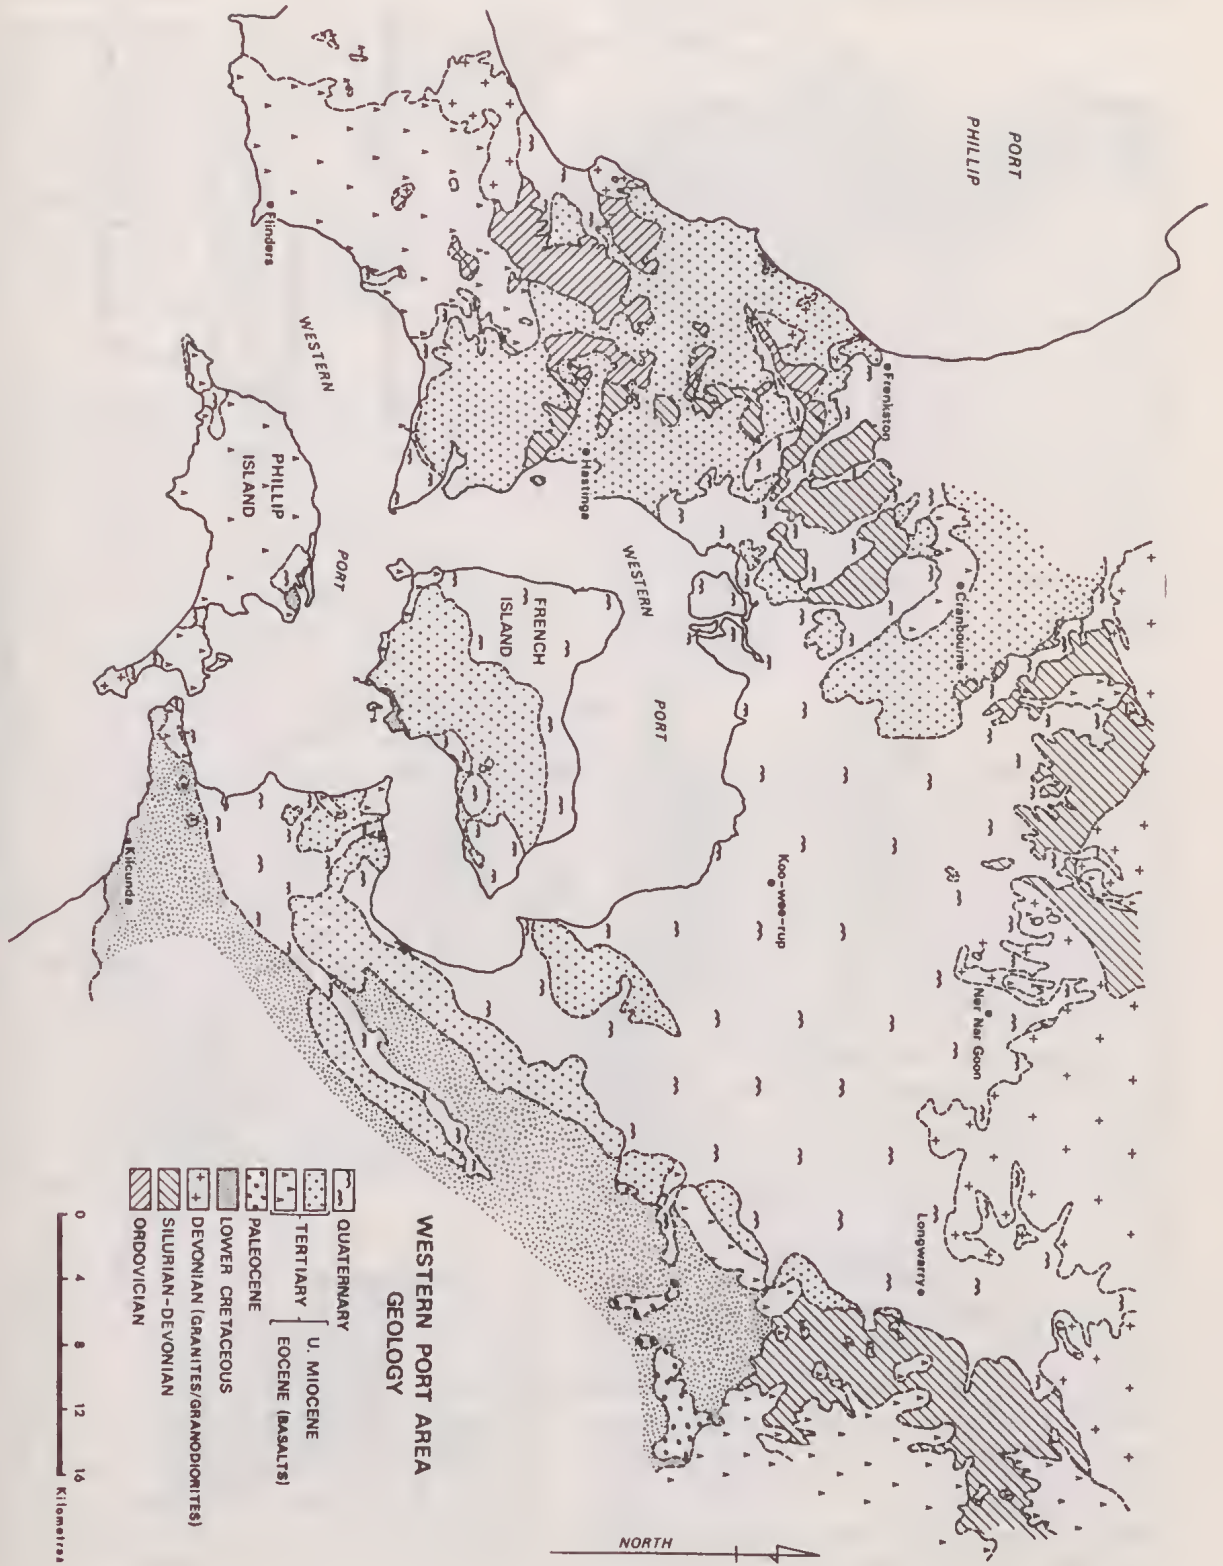 PORT
PHILLIP
Frenkston
Cranbourne
Ner Nar Goon
Longwarry
Koo-wee-rup
Hastings
WESTERN
PORT
FRENCH
ISLAND
Flinders
WESTERN
PORT
PHILLIP
ISLAND
Kilcunda
WESTERN PORT AREA
GEOLOGY
QUATERNARY
TERTIARY
U. MIOCENE
EOCENE (BASALTS)
PALEOCENE
LOWER CRETACEOUS
DEVONIAN (GRANITES/GRANODIORITES)
SILURIAN-DEVONIAN
ORDOVICIAN
0 4 8 12 16
Kilometres
NORTH